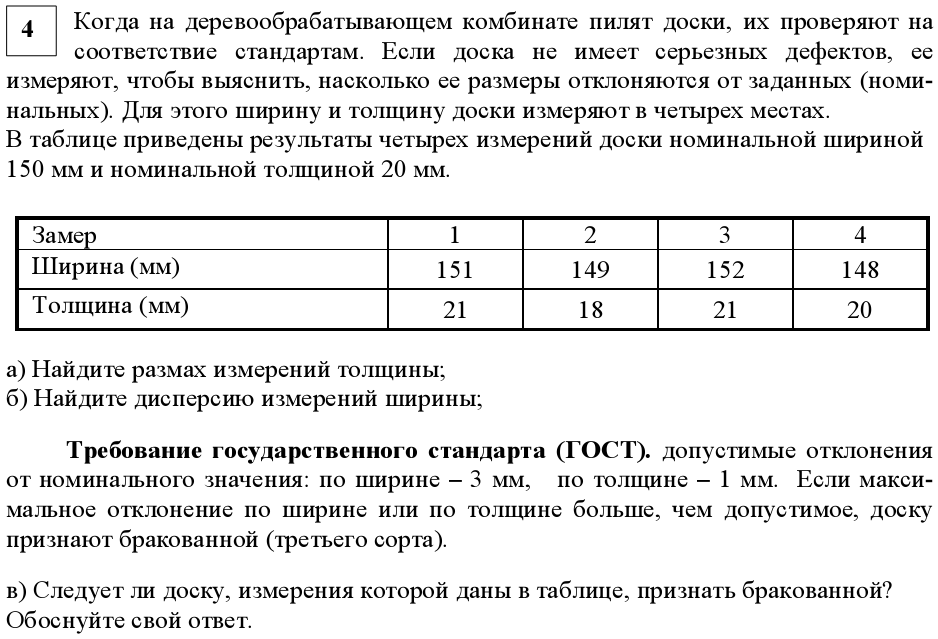 4
Когда на деревообрабатывающем комбинате пилят доски, их проверяют на
соответствие стандартам. Если доска не имеет серьезных дефектов, ее
измеряют, чтобы выяснить, насколько ее размеры отклоняются от заданных (номи-
нальных). Для этого ширину и толщину доски измеряют в четырех местах.
В таблице приведены результаты четырех измерений доски номинальной шириной
150 мм и номинальной толщиной 20 мм.
Замер 1 2 3 4
Ширина (мм) 151 149 152 148
Толщина (мм) 21 18 21 20
а) Найдите размах измерений толщины;
б) Найдите дисперсию измерений ширины;
Требование государственного стандарта (ГОСТ). допустимые отклонения
от номинального значения: по ширине – 3 мм, по толщине – 1 мм. Если макси-
мальное отклонение по ширине или по толщине больше, чем допустимое, доску
признают бракованной (третьего сорта).
в) Следует ли доску, измерения которой даны в таблице, признать бракованной?
Обоснуйте свой ответ.